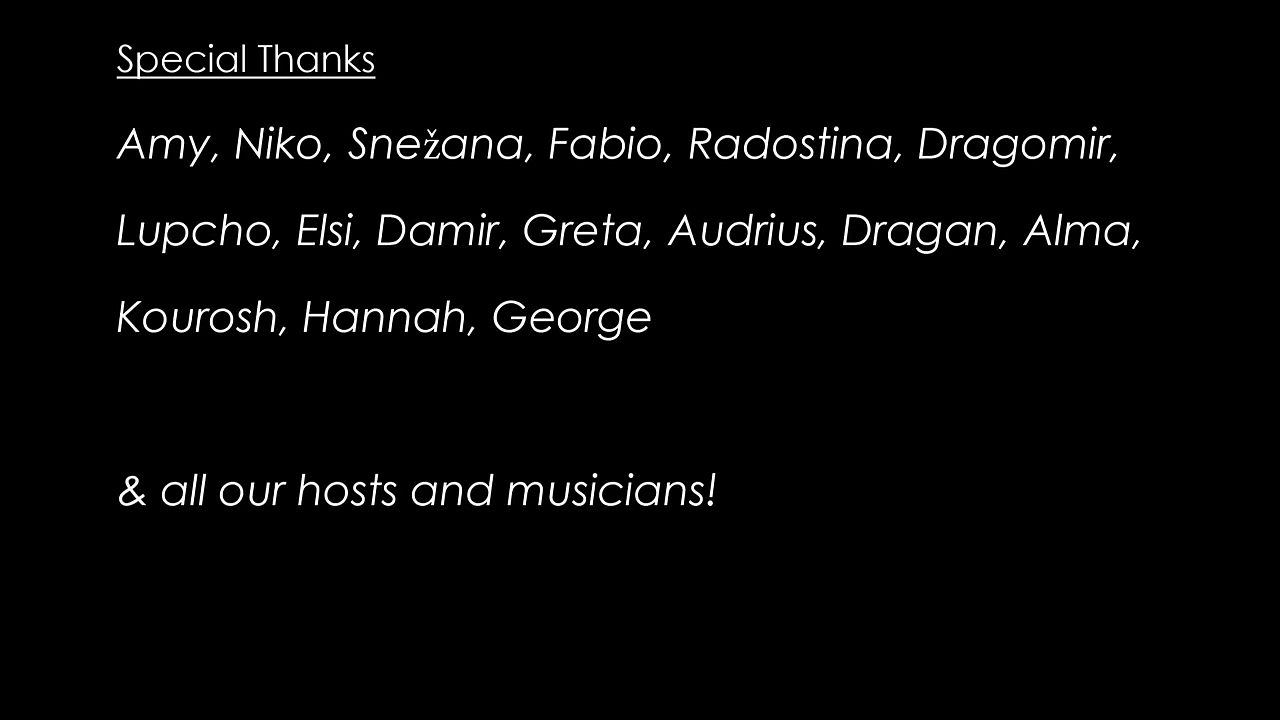 Special Thanks
Amy, Niko, Snežana, Fabio, Radostina, Dragomir,
Lupcho, Elsi, Damir, Greta, Audrius, Dragan, Alma,
Kourosh, Hannah, George
& all our hosts and musicians!